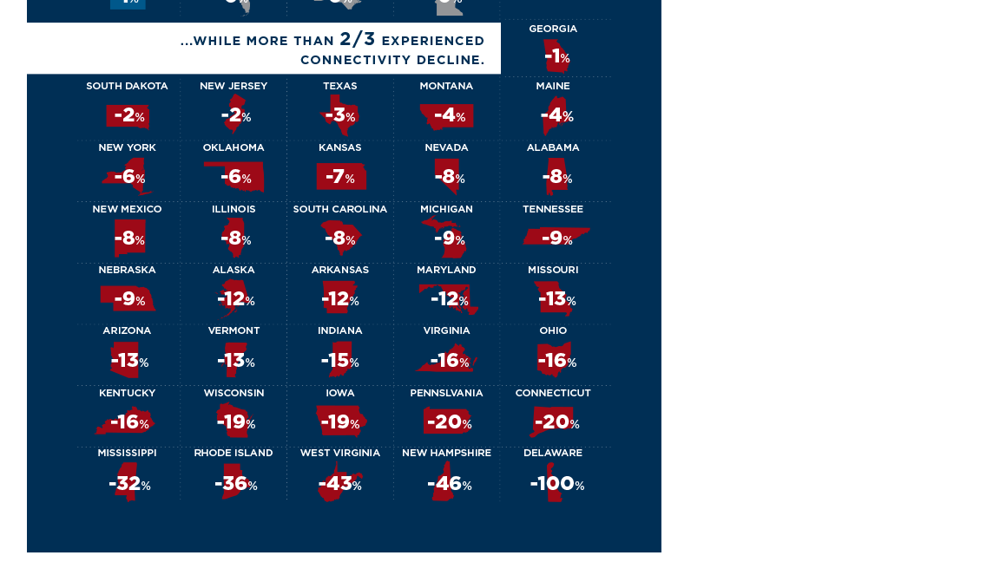 ...WHILE MORE THAN 2/3 EXPERIENCED
CONNECTIVITY DECLINE.
GEORGIA
-1%
SOUTH DAKOTA NEW JERSEY TEXAS MONTANA MAINE
-2% -2% -3% -4% -4%
NEW YORK OKLAHOMA KANSAS NEVADA ALABAMA
-6% -6% -7% -8% -8%
NEW MEXICO ILLINOIS SOUTH CAROLINA MICHIGAN TENNESSEE
-8% -8% -8% -9% -9%
NEBRASKA ALASKA ARKANSAS MARYLAND MISSOURI
-9% -12% -12% -12% -13%
ARIZONA VERMONT INDIANA VIRGINIA OHIO
-13% -13% -15% -16% -16%
KENTUCKY WISCONSIN IOWA PENNSLVANIA CONNECTICUT
-16% -19% -19% -20% -20%
MISSISSIPPI RHODE ISLAND WEST VIRGINIA NEW HAMPSHIRE DELAWARE
-32% -36% -43% -46% -100%